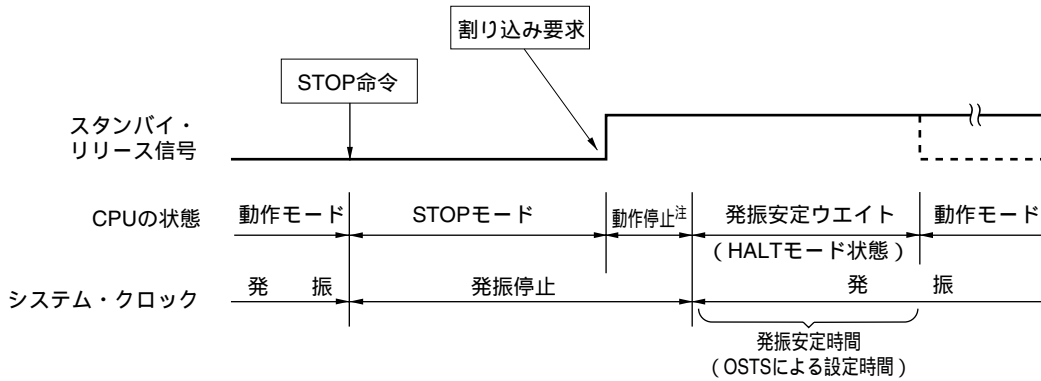 割り込み要求
STOP命令
スタンバイ・
リリース信号
CPUの状態
動作モード
STOPモード
動作停止注
発振安定ウエイト
動作モード
(HALTモード状態)
システム・クロック
発 振
発振停止
発 振
発振安定時間
(OSTSによる設定時間)